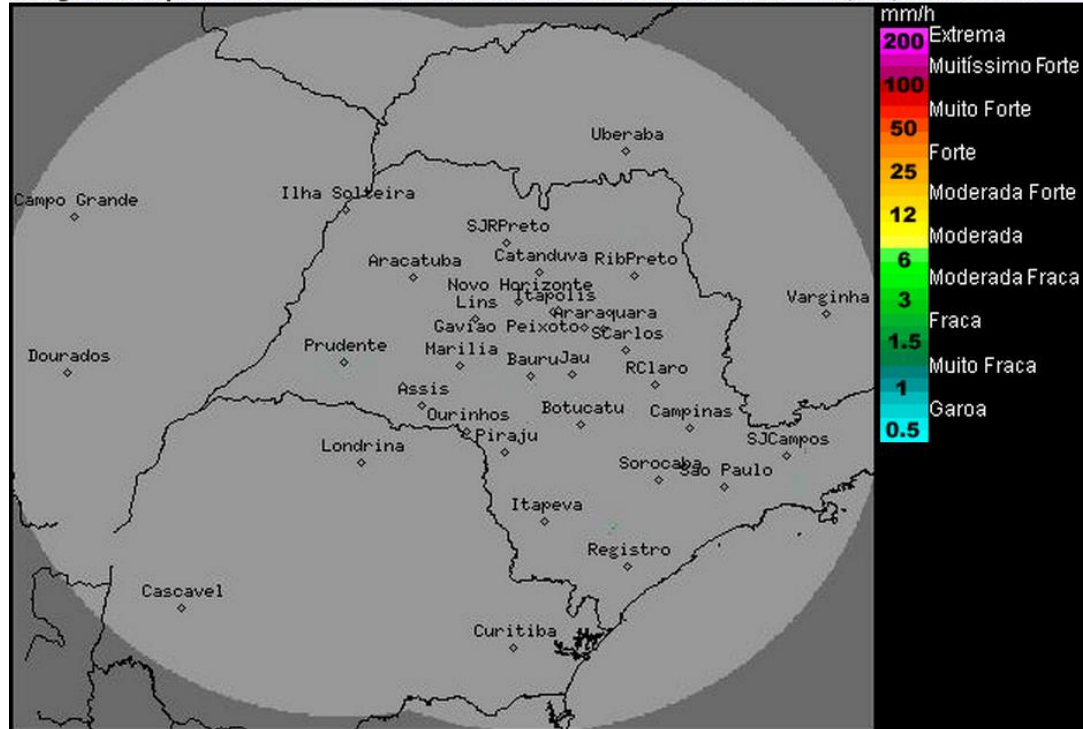 mm/h
200 Extrema
Muitíssimo Forte
100
Muito Forte
50
Forte
25
Moderada Forte
12
Moderada
6
Moderada Fraca
3
Fraca
1.5
Muito Fraca
1
Garoa
0.5
Uberaba
Campo Grande
Ilha Solteira
SJRPreto
Catanduva
RibPreto
Aracatuba
Novo Horizonte
Itapolis
Varginha
Lins
Araraquara
Gaviao Peixoto
SCarlos
Dourados
Prudente
Marilia
Bauru
Jau
RClaro
Assis
Ourinhos
Botucatu
Campinas
Piraju
SJCampos
Londrina
Sorocaba
Sao Paulo
Itapeva
Registro
Cascavel
Curitiba